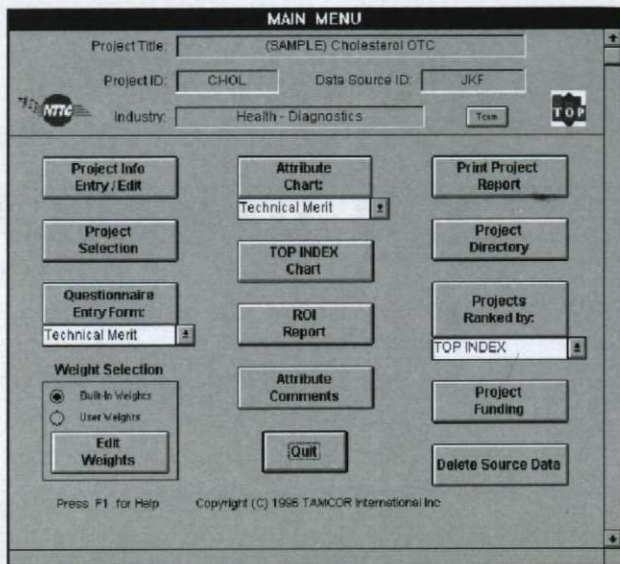 MAIN MENU
Project Title: (SAMPLE) Cholesterol OTC
Project ID: CHOL Data Source ID: JKF
NTTC Industry: Health - Diagnostics Team TOP
Project Info
Entry / Edit
Project
Selection
Questionnaire
Entry Form:
Technical Merit
Weight Selection
Built-In Weights
User Weights
Edit
Weights
Attribute
Chart:
Technical Merit
TOP INDEX
Chart
ROI
Report
Attribute
Comments
Quit
Print Project
Report
Project
Directory
Projects
Ranked by:
TOP INDEX
Project
Funding
Delete Source Data
Press F1 for Help Copyright (C) 1996 TAMCOR International Inc